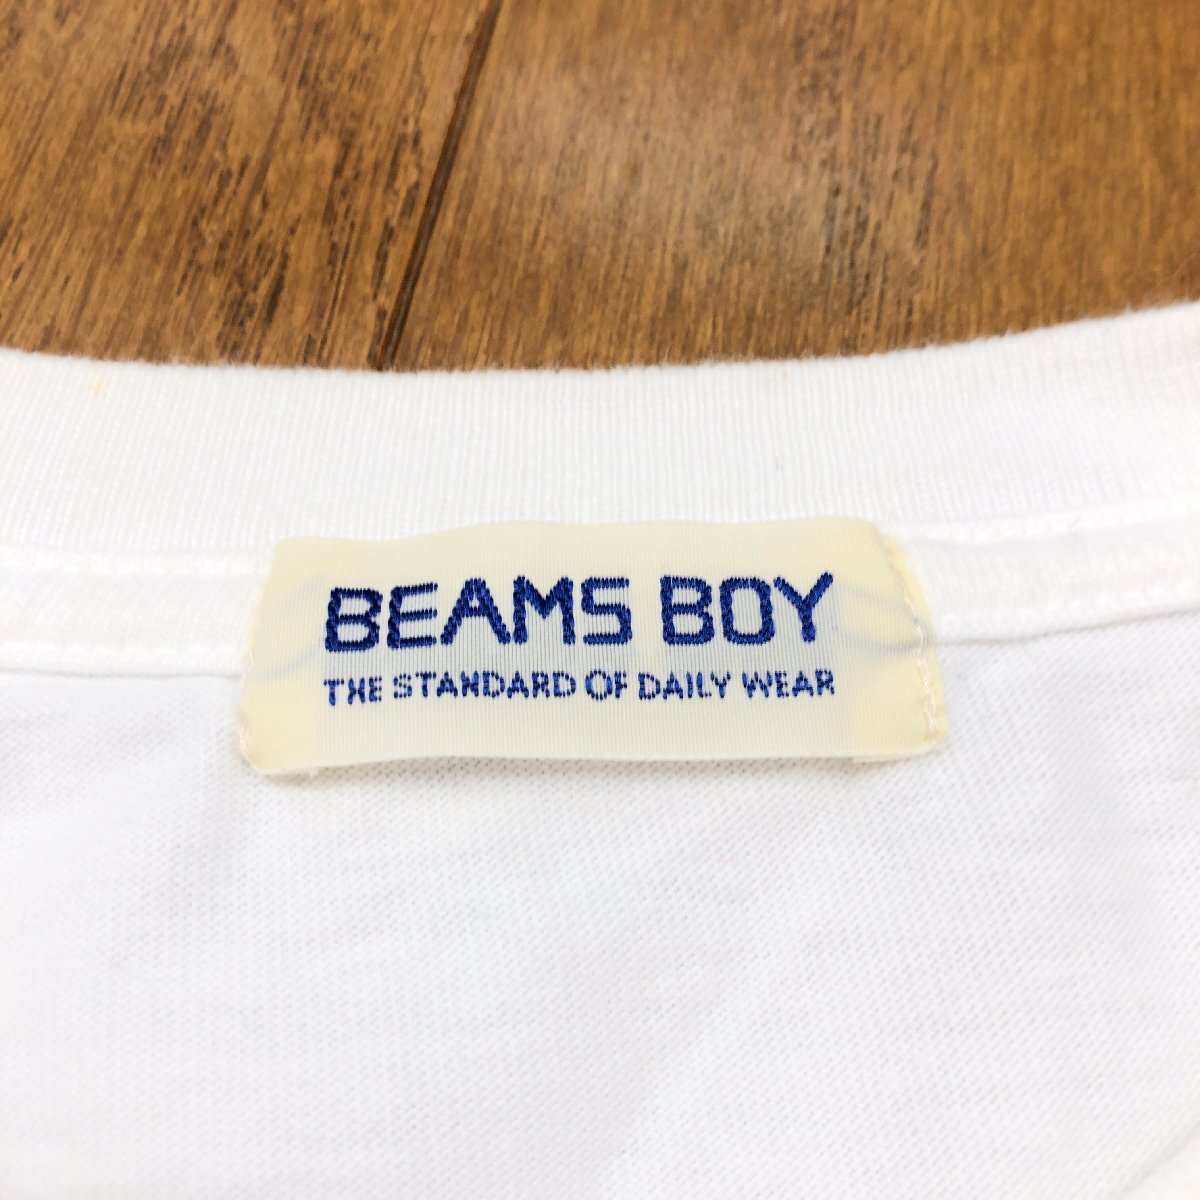 BEAMS BOY
THE STANDARD OF DAILY WEAR